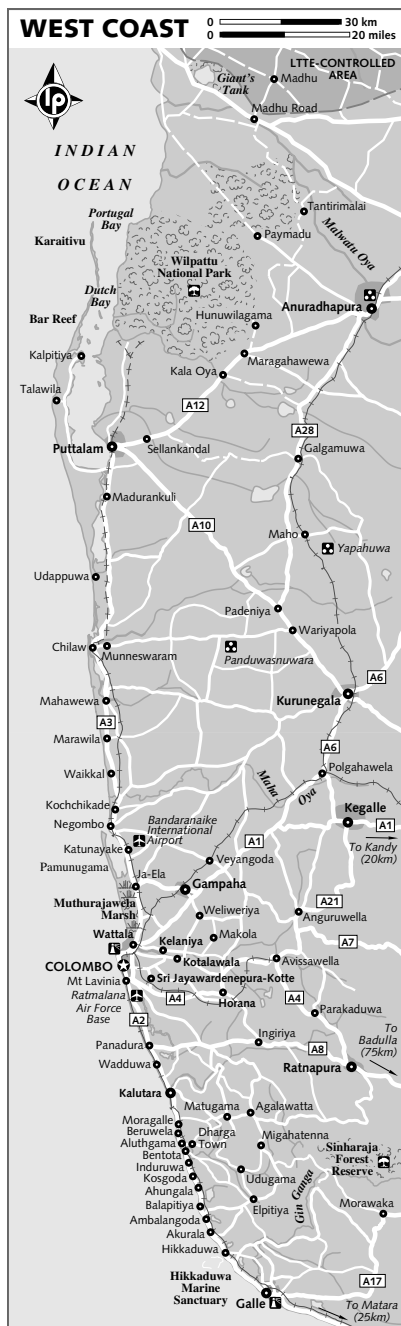 WEST COAST
0 30 km
0 20 miles
LTTE-CONTROLLED
AREA
Giant's
Tank
Madhu
Madhu Road
lp
INDIAN
OCEAN
Portugal
Bay
Karaitivu
Tantirimalai
Malwatu Oya
Paymadu
Wilpattu
National Park
Dutch
Bay
Anuradhapura
Bar Reef
Hunuwilagama
Kalpitiya
Maragahawewa
Kala Oya
Talawila
A12
A28
Puttalam
Sellankandal
Galgamuwa
Madurankuli
A10
Maho
Yapahuwa
Udappuwa
Padeniya
Wariyapola
Chilaw
Munneswaram
Panduwasnuwara
A6
Mahawewa
Kurunegala
A3
Marawila
A6
Waikkal
Maha
Oya
Polgahawela
Kochchikade
Negombo
Bandaranaike
International
Airport
Kegalle
A1
A1
To Kandy
(20km)
Katunayake
Pamunugama
Veyangoda
Ja-Ela
Gampaha
Muthurajawela
Marsh
A21
Weliweriya
Anguruwella
Makola
Wattala
A7
Kelaniya
Kotalawala
Avissawella
COLOMBO
Sri Jayawardenepura-Kotte
Mt Lavinia
Ratmalana
Air Force
Base
A4
Horana
A4
Parakaduwa
A2
To
Badulla
(75km)
Ingiriya
Panadura
A8
Wadduwa
Ratnapura
Kalutara
Matugama
Agalawatta
Moragalle
Beruwela
Dharga
Town
Aluthgama
Migahatenna
Bentota
Sinharaja
Forest
Reserve
Induruwa
Kosgoda
Udugama
Ahungala
Gin Ganga
Elpitiya
Balapitiya
Morawaka
Ambalangoda
Akurala
Hikkaduwa
Hikkaduwa
Marine
Sanctuary
A17
Galle
To Matara
(25km)